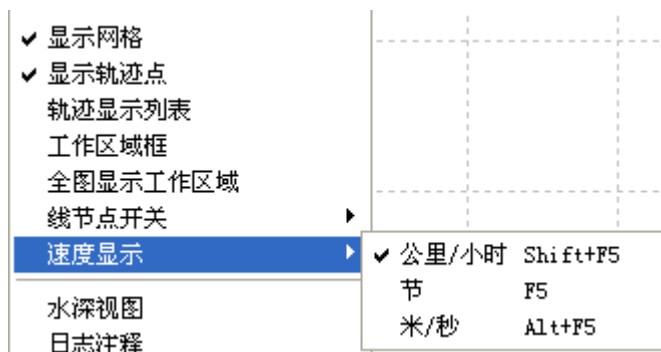 显示网格
显示轨迹点
轨迹显示列表
工作区域框
全图显示工作区域
线节点开关
速度显示
公里/小时 Shift+F5
节 F5
米/秒 Alt+F5
水深视图
日志注释